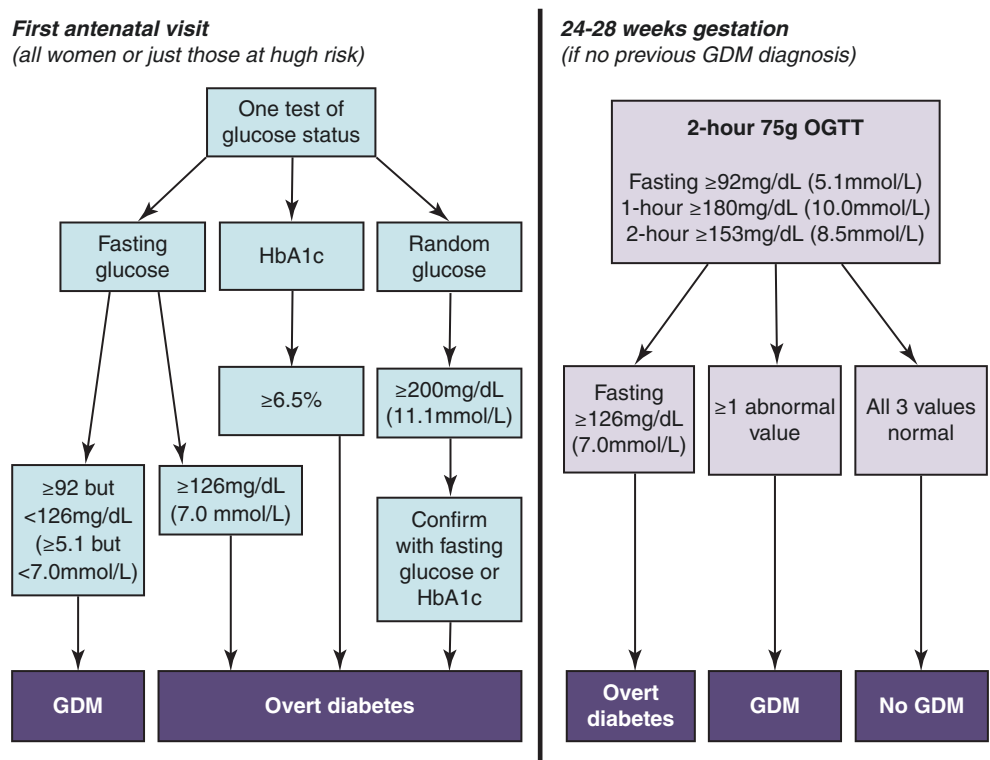 First antenatal visit
(all women or just those at hugh risk)
One test of
glucose status
Fasting
glucose
HbA1c
Random
glucose
≥6.5%
≥200mg/dL
(11.1mmol/L)
≥92 but
<126mg/dL
(≥5.1 but
<7.0mmol/L)
≥126mg/dL
(7.0 mmol/L)
Confirm
with fasting
glucose or
HbA1c
GDM
Overt diabetes
24-28 weeks gestation
(if no previous GDM diagnosis)
2-hour 75g OGTT
Fasting ≥92mg/dL (5.1mmol/L)
1-hour ≥180mg/dL (10.0mmol/L)
2-hour ≥153mg/dL (8.5mmol/L)
Fasting
≥126mg/dL
(7.0mmol/L)
≥1 abnormal
value
All 3 values
normal
Overt
diabetes
GDM
No GDM